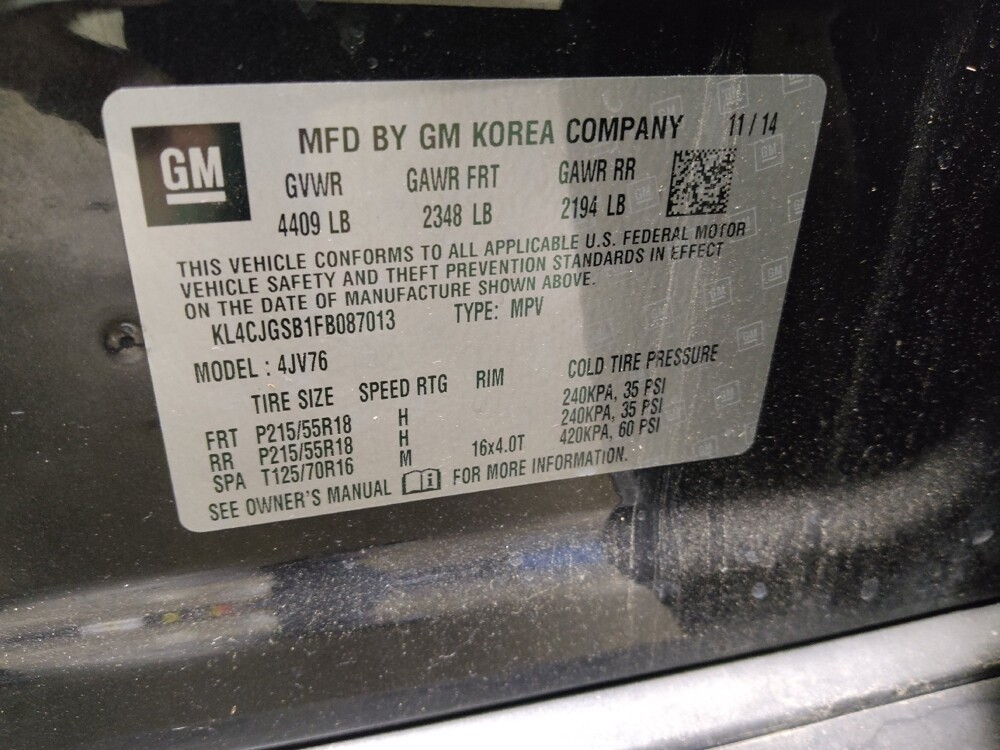 GM
MFD BY GM KOREA COMPANY 11 / 14
GVWR GAWR FRT GAWR RR
4409 LB 2348 LB 2194 LB
THIS VEHICLE CONFORMS TO ALL APPLICABLE U.S. FEDERAL MOTOR
VEHICLE SAFETY AND THEFT PREVENTION STANDARDS IN EFFECT
ON THE DATE OF MANUFACTURE SHOWN ABOVE.
KL4CJGSB1FB087013 TYPE: MPV
MODEL : 4JV76
TIRE SIZE SPEED RTG RIM COLD TIRE PRESSURE
FRT P215/55R18 H 240KPA, 35 PSI
RR P215/55R18 H 240KPA, 35 PSI
SPA T125/70R16 M 16x4.0T 420KPA, 60 PSI
SEE OWNER'S MANUAL FOR MORE INFORMATION.